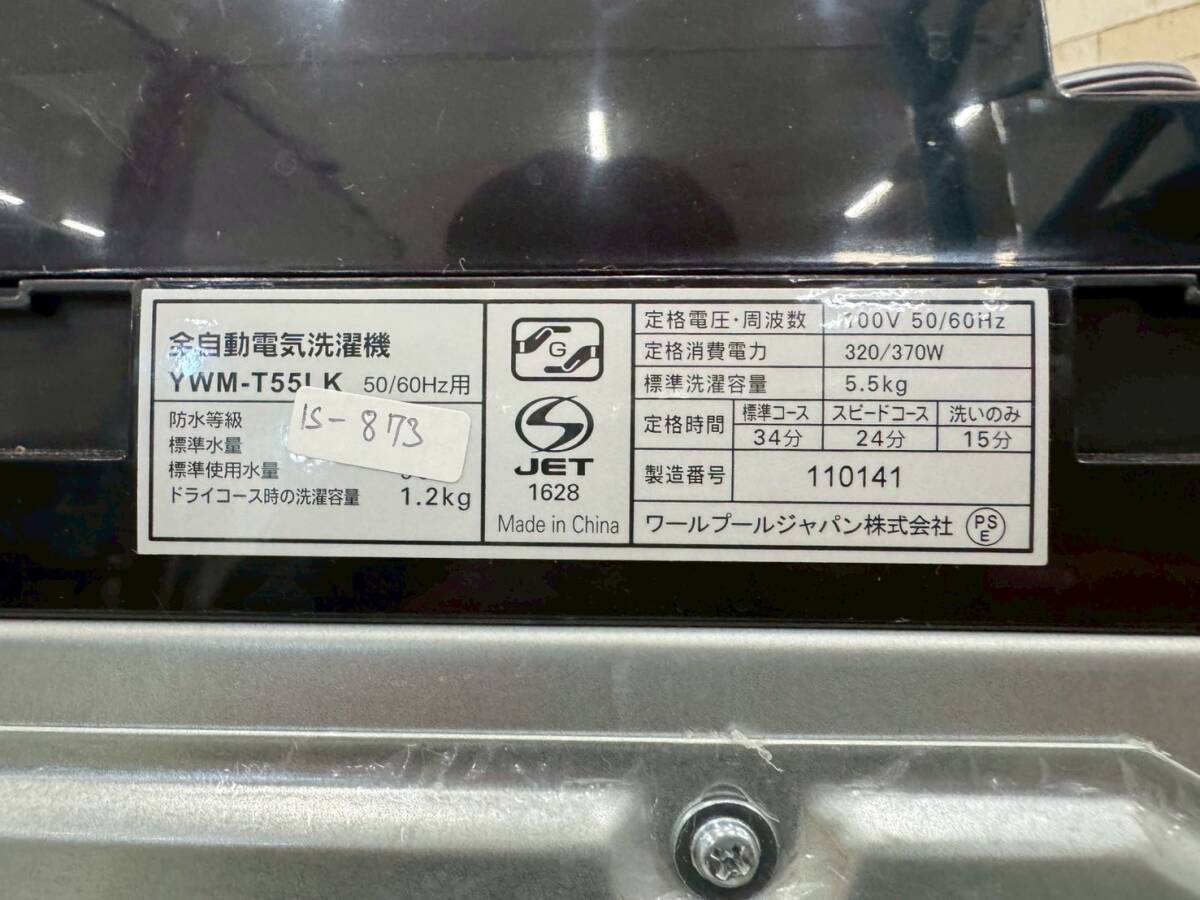 全自動電気洗濯機
YWM-T55LK 50/60Hz用
防水等級
標準水量
標準使用水量
ドライコース時の洗濯容量 1.2kg
IS-873
G
JET
1628
Made in China
定格電圧・周波数 100V 50/60Hz
定格消費電力 320/370W
標準洗濯容量 5.5kg
定格時間 標準コース スピードコース 洗いのみ
34分 24分 15分
製造番号 110141
ワールプールジャパン株式会社 PSE